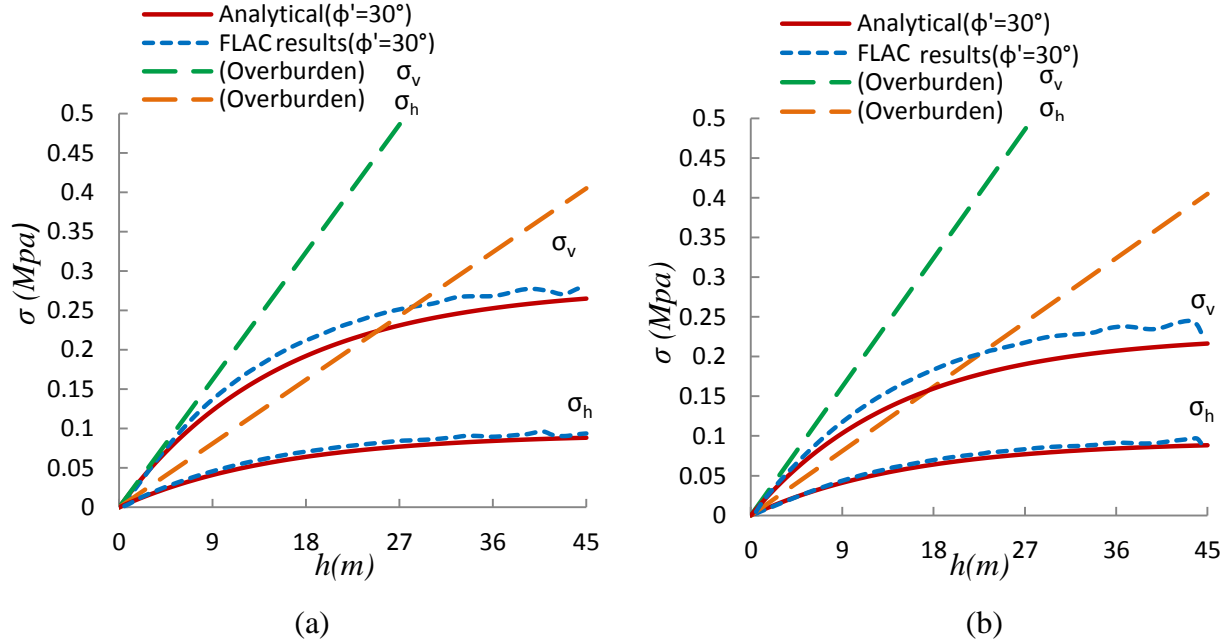 Analytical(ϕ'=30°)
FLAC results(ϕ'=30°)
(Overburden) σv
(Overburden) σh
0.5
0.45
0.4
0.35
0.3
0.25
0.2
0.15
0.1
0.05
0
σ (Mpa)
σv
σh
0 9 18 27 36 45
h(m)
(a)
Analytical(ϕ'=30°)
FLAC results(ϕ'=30°)
(Overburden) σv
(Overburden) σh
0.5
0.45
0.4
0.35
0.3
0.25
0.2
0.15
0.1
0.05
0
σ (Mpa)
σv
σh
0 9 18 27 36 45
h(m)
(b)